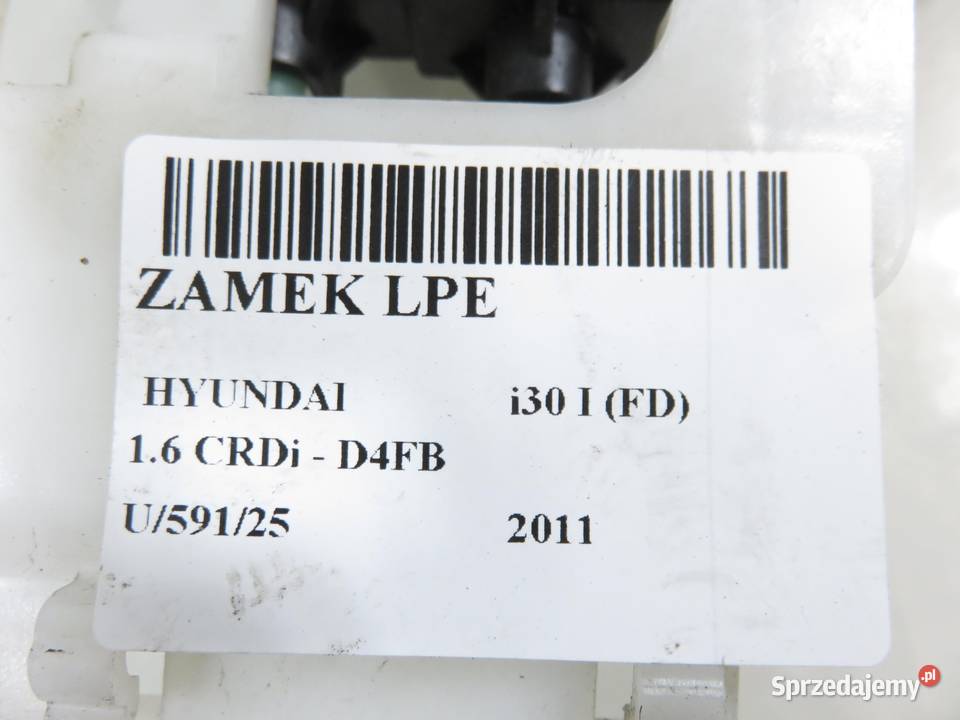 ZAMEK LPE
HYUNDAI i30 I (FD)
1.6 CRDi - D4FB
U/591/25 2011
Sprzedajemy.pl